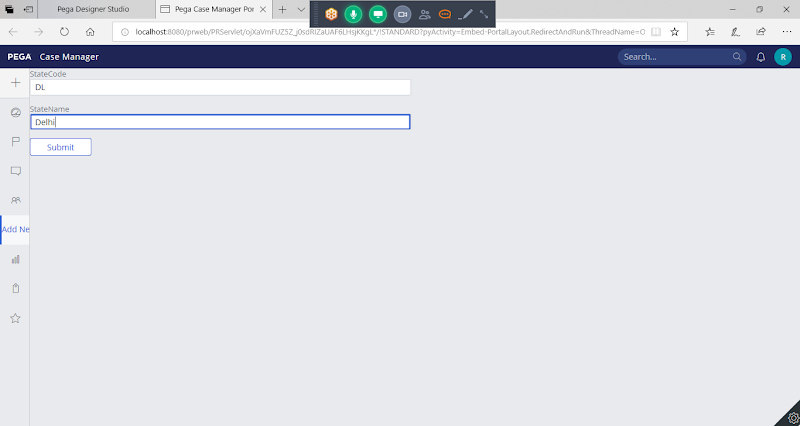 Pega Designer Studio
Pega Case Manager Por
localhost:8080/prweb/PRServlet/
!STANDARD?pyActivity=Embed-PortalLayout.RedirectAndRun&ThreadName=O
PEGA Case Manager
Search...
R
StateCode
DL
StateName
Delhi
Submit
Add Ne